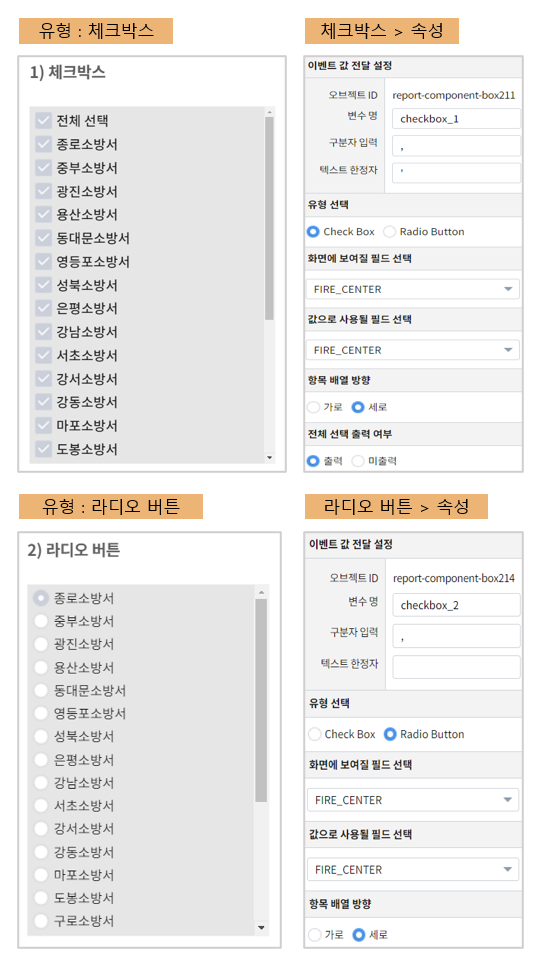 유형 : 체크박스
1) 체크박스
전체 선택
종로소방서
중부소방서
광진소방서
용산소방서
동대문소방서
영등포소방서
성북소방서
은평소방서
강남소방서
서초소방서
강서소방서
강동소방서
마포소방서
도봉소방서
체크박스 > 속성
이벤트 값 전달 설정
오브젝트 ID report-component-box211
변수 명 checkbox_1
구분자 입력 ,
텍스트 한정자 '
유형 선택
Check Box Radio Button
화면에 보여질 필드 선택
FIRE_CENTER
값으로 사용될 필드 선택
FIRE_CENTER
항목 배열 방향
가로 세로
전체 선택 출력 여부
출력 미출력
유형 : 라디오 버튼
2) 라디오 버튼
종로소방서
중부소방서
광진소방서
용산소방서
동대문소방서
영등포소방서
성북소방서
은평소방서
강남소방서
서초소방서
강서소방서
강동소방서
마포소방서
도봉소방서
구로소방서
라디오 버튼 > 속성
이벤트 값 전달 설정
오브젝트 ID report-component-box214
변수 명 checkbox_2
구분자 입력 ,
텍스트 한정자
유형 선택
Check Box Radio Button
화면에 보여질 필드 선택
FIRE_CENTER
값으로 사용될 필드 선택
FIRE_CENTER
항목 배열 방향
가로 세로